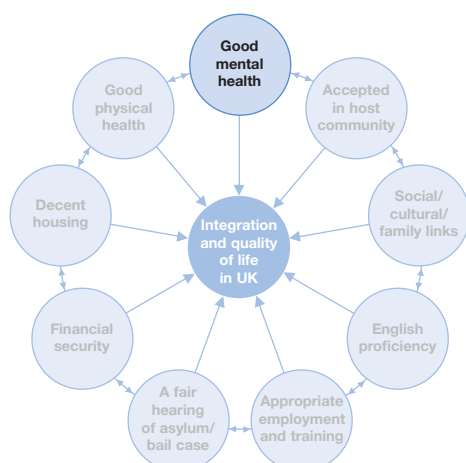 Good
mental
health
Accepted
in host
community
Social/
cultural/
family links
English
proficiency
Appropriate
employment
and training
A fair
hearing
of asylum/
bail case
Financial
security
Decent
housing
Good
physical
health
Integration
and quality
of life
in UK